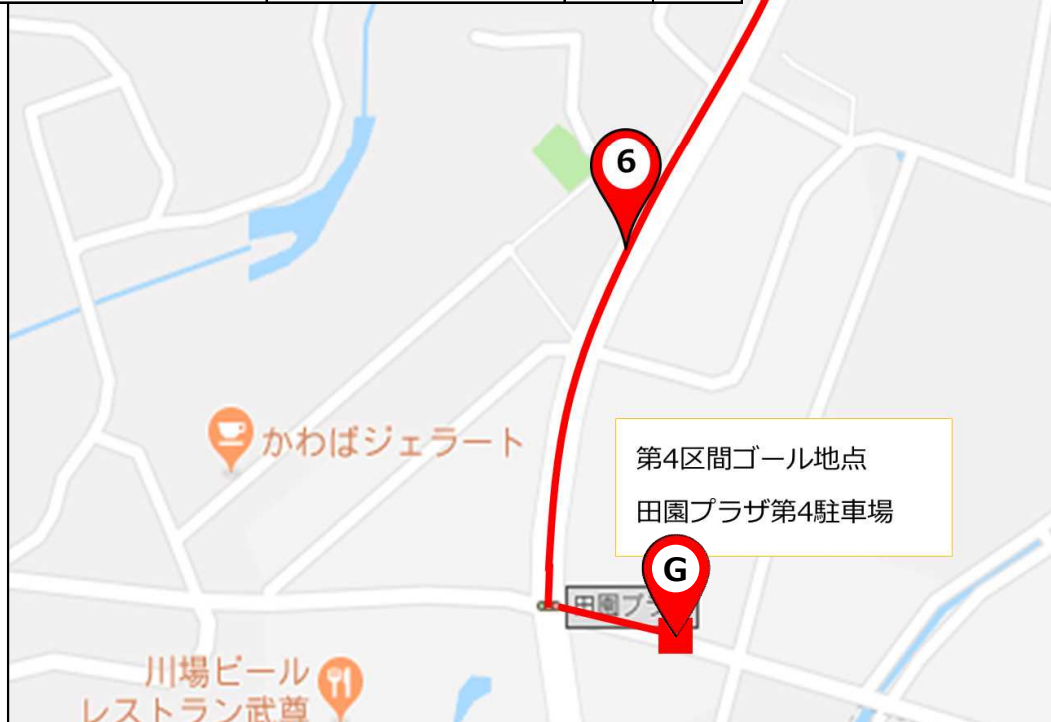 6
かわばジェラート
第4区間ゴール地点
田園プラザ第4駐車場
G
田園プラ
川場ビール
レストラン武尊